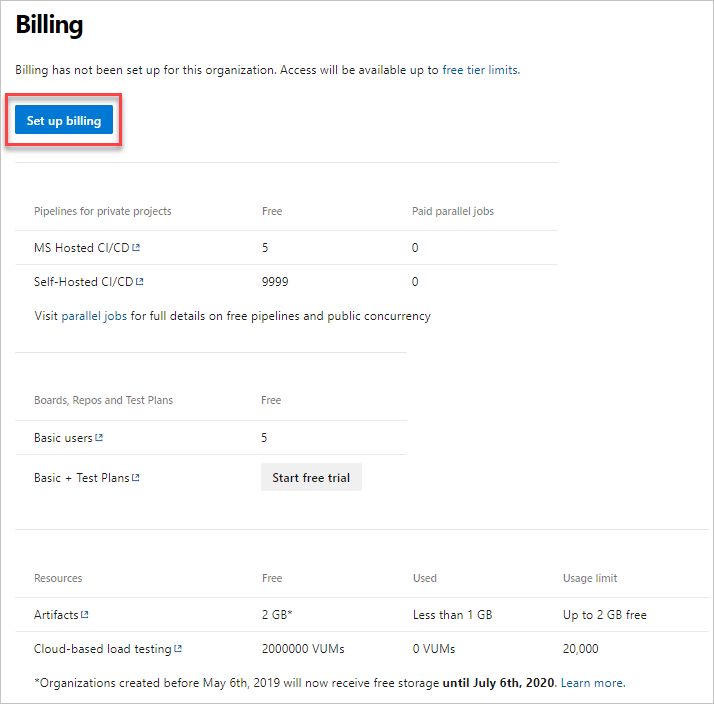 Billing
Billing has not been set up for this organization. Access will be available up to free tier limits.
Set up billing
Pipelines for private projects Free Paid parallel jobs
MS Hosted CI/CD 5 0
Self-Hosted CI/CD 9999 0
Visit parallel jobs for full details on free pipelines and public concurrency
Boards, Repos and Test Plans Free
Basic users 5
Basic + Test Plans Start free trial
Resources Free Used Usage limit
Artifacts 2 GB* Less than 1 GB Up to 2 GB free
Cloud-based load testing 2000000 VUMs 0 VUMs 20,000
*Organizations created before May 6th, 2019 will now receive free storage until July 6th, 2020. Learn more.